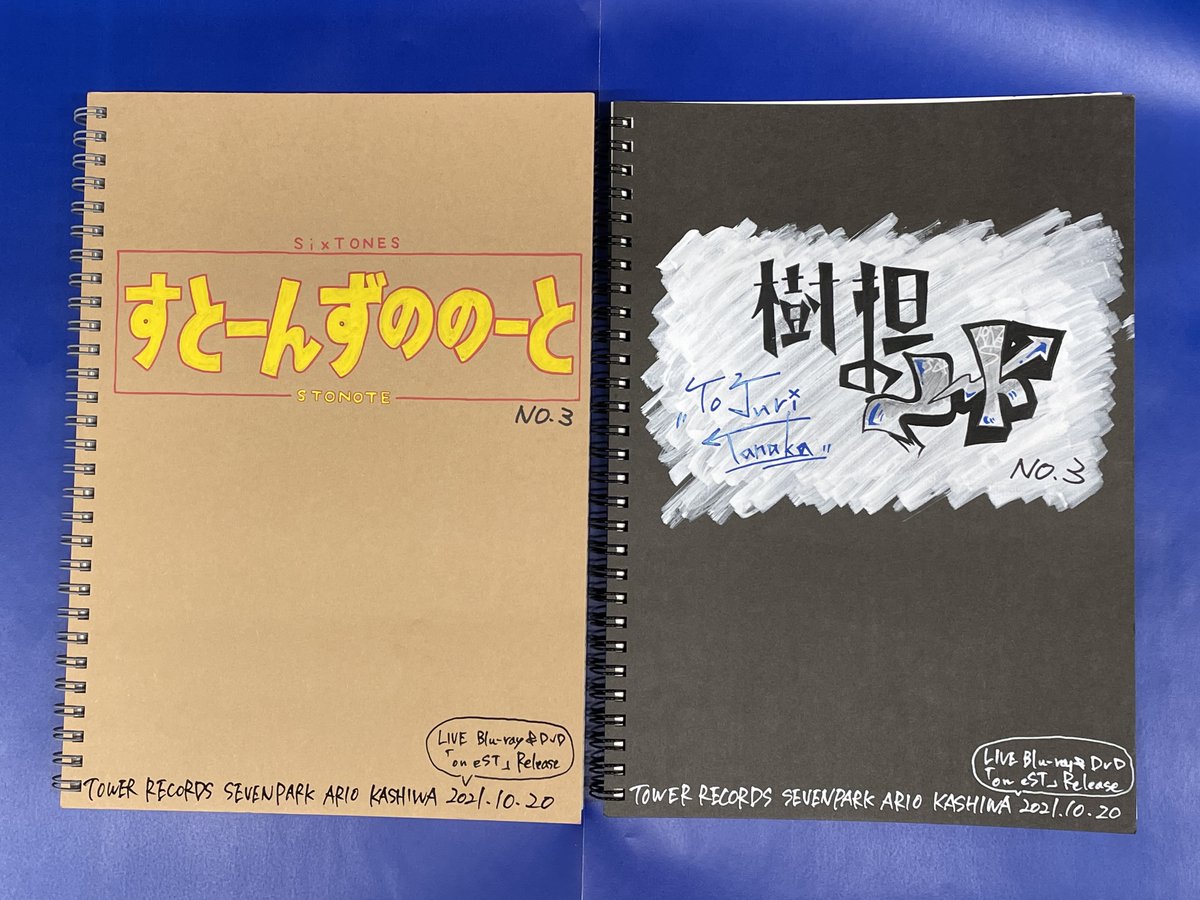 SixTONES
すとーんずののーと
STONOTE
NO.3
LIVE Blu-ray & DVD
「on eST」Release
TOWER RECORDS SEVENPARK ARIO KASHIWA 2021.10.20
樹担
の
"To Juri
Tanaka"
NO.3
LIVE Blu-ray & DVD
「on eST」Release
TOWER RECORDS SEVENPARK ARIO KASHIWA 2021.10.20